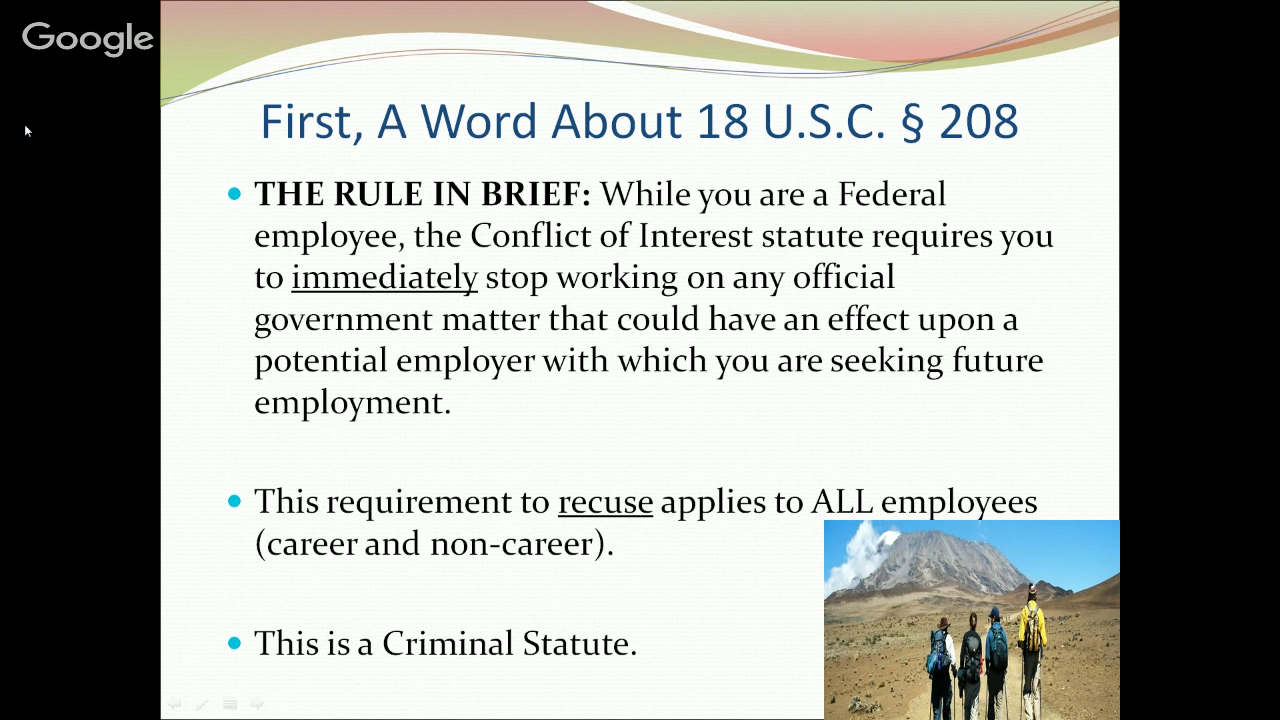 Google
First, A Word About 18 U.S.C. § 208
THE RULE IN BRIEF: While you are a Federal
employee, the Conflict of Interest statute requires you
to immediately stop working on any official
government matter that could have an effect upon a
potential employer with which you are seeking future
employment.
This requirement to recuse applies to ALL employees
(career and non-career).
This is a Criminal Statute.